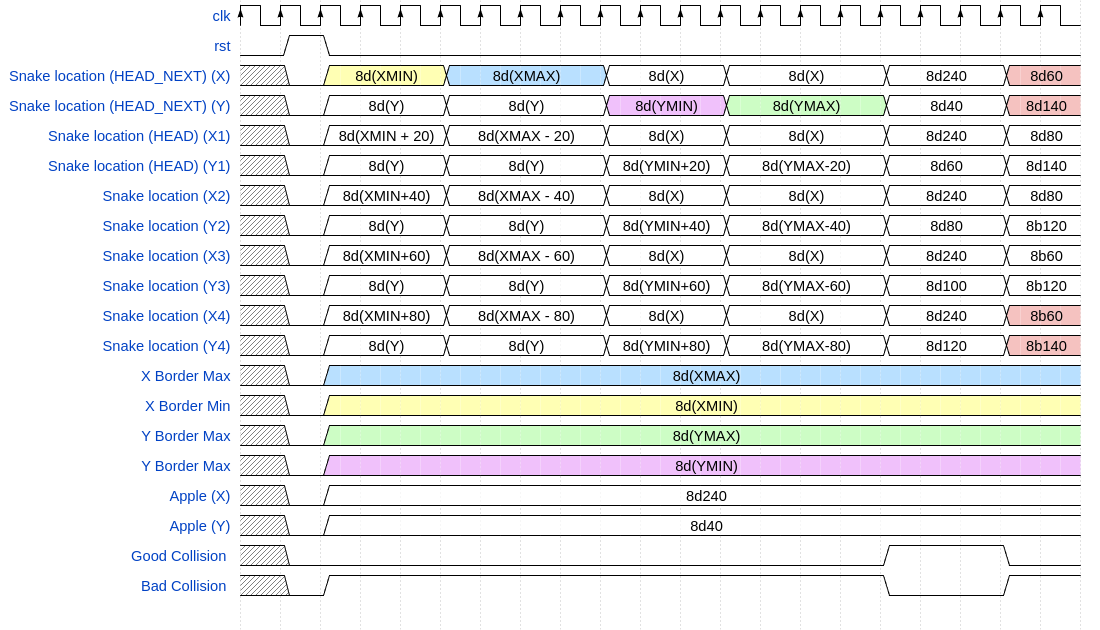 clk
rst
Snake location (HEAD_NEXT) (X) 8d(XMIN) 8d(XMAX) 8d(X) 8d(X) 8d240 8d60
Snake location (HEAD_NEXT) (Y) 8d(Y) 8d(Y) 8d(YMIN) 8d(YMAX) 8d40 8d140
Snake location (HEAD) (X1) 8d(XMIN + 20) 8d(XMAX - 20) 8d(X) 8d(X) 8d240 8d80
Snake location (HEAD) (Y1) 8d(Y) 8d(Y) 8d(YMIN+20) 8d(YMAX-20) 8d60 8d140
Snake location (X2) 8d(XMIN+40) 8d(XMAX - 40) 8d(X) 8d(X) 8d240 8d80
Snake location (Y2) 8d(Y) 8d(Y) 8d(YMIN+40) 8d(YMAX-40) 8d80 8b120
Snake location (X3) 8d(XMIN+60) 8d(XMAX - 60) 8d(X) 8d(X) 8d240 8b60
Snake location (Y3) 8d(Y) 8d(Y) 8d(YMIN+60) 8d(YMAX-60) 8d100 8b120
Snake location (X4) 8d(XMIN+80) 8d(XMAX - 80) 8d(X) 8d(X) 8d240 8b60
Snake location (Y4) 8d(Y) 8d(Y) 8d(YMIN+80) 8d(YMAX-80) 8d120 8b140
X Border Max 8d(XMAX)
X Border Min 8d(XMIN)
Y Border Max 8d(YMAX)
Y Border Max 8d(YMIN)
Apple (X) 8d240
Apple (Y) 8d40
Good Collision
Bad Collision